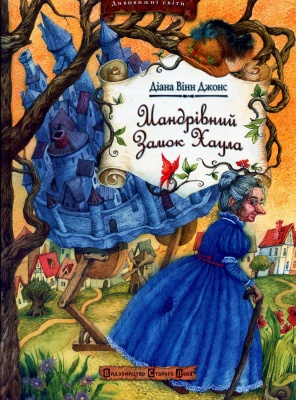 Дивовижні світи
Діана Вінн Джонс
Мандрівний
Замок Хаула
Видавництво Старого Лева